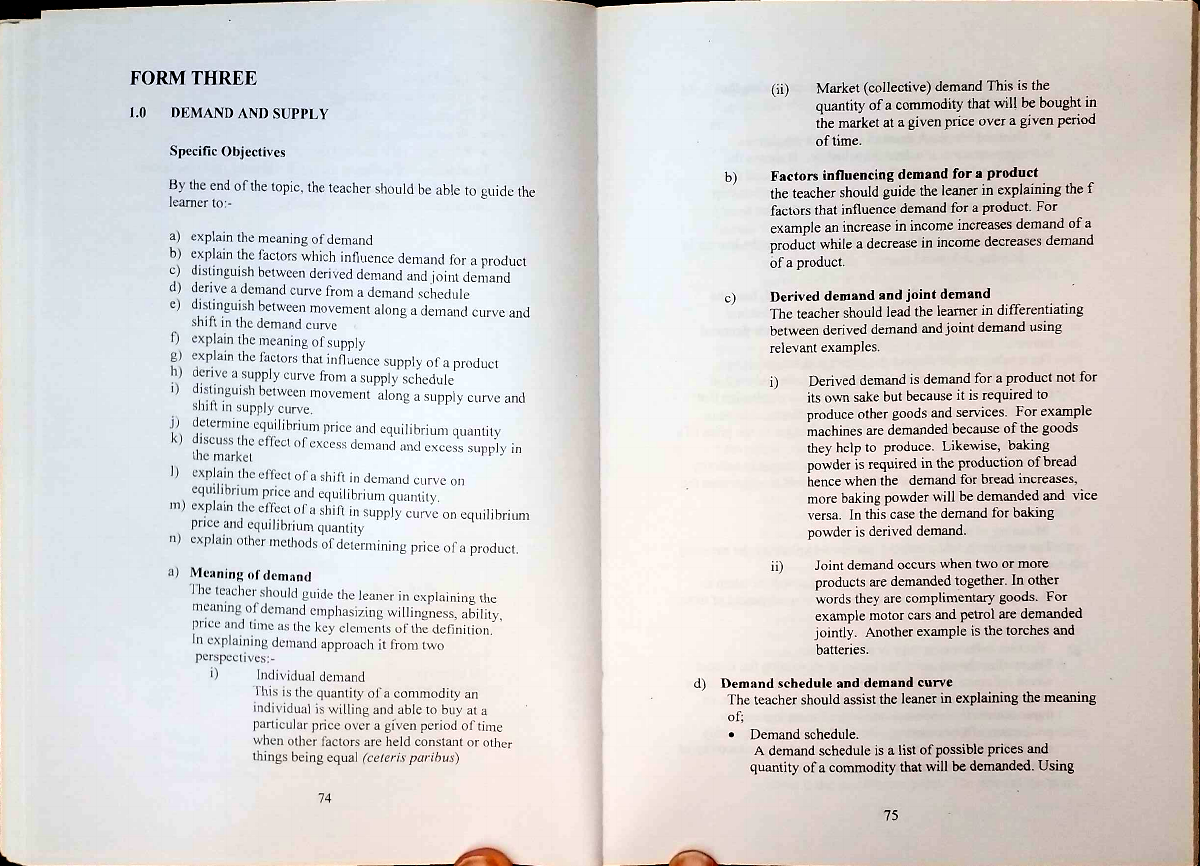 FORM THREE
1.0 DEMAND AND SUPPLY
Specific Objectives
By the end of the topic, the teacher should be able to guide the
learner to:-
a) explain the meaning of demand
b) explain the factors which influence demand for a product
c) distinguish between derived demand and joint demand
d) derive a demand curve from a demand schedule
e) distinguish between movement along a demand curve and
shift in the demand curve
f) explain the meaning of supply
g) explain the factors that influence supply of a product
h) derive a supply curve from a supply schedule
i) distinguish between movement along a supply curve and
shift in supply curve.
j) determine equilibrium price and equilibrium quantity
k) discuss the effect of excess demand and excess supply in
the market
l) explain the effect of a shift in demand curve on
equilibrium price and equilibrium quantity.
m) explain the effect of a shift in supply curve on equilibrium
price and equilibrium quantity
n) explain other methods of determining price of a product.
a) Meaning of demand
The teacher should guide the leaner in explaining the
meaning of demand emphasizing willingness, ability,
price and time as the key elements of the definition.
In explaining demand approach it from two
perspectives:-
i) Individual demand
This is the quantity of a commodity an
individual is willing and able to buy at a
particular price over a given period of time
when other factors are held constant or other
things being equal (ceteris paribus)
74
(ii) Market (collective) demand This is the
quantity of a commodity that will be bought in
the market at a given price over a given period
of time.
b) Factors influencing demand for a product
the teacher should guide the leaner in explaining the f
factors that influence demand for a product. For
example an increase in income increases demand of a
product while a decrease in income decreases demand
of a product.
c) Derived demand and joint demand
The teacher should lead the learner in differentiating
between derived demand and joint demand using
relevant examples.
i) Derived demand is demand for a product not for
its own sake but because it is required to
produce other goods and services. For example
machines are demanded because of the goods
they help to produce. Likewise, baking
powder is required in the production of bread
hence when the demand for bread increases,
more baking powder will be demanded and vice
versa. In this case the demand for baking
powder is derived demand.
ii) Joint demand occurs when two or more
products are demanded together. In other
words they are complimentary goods. For
example motor cars and petrol are demanded
jointly. Another example is the torches and
batteries.
d) Demand schedule and demand curve
The teacher should assist the leaner in explaining the meaning
of;
• Demand schedule.
A demand schedule is a list of possible prices and
quantity of a commodity that will be demanded. Using
75